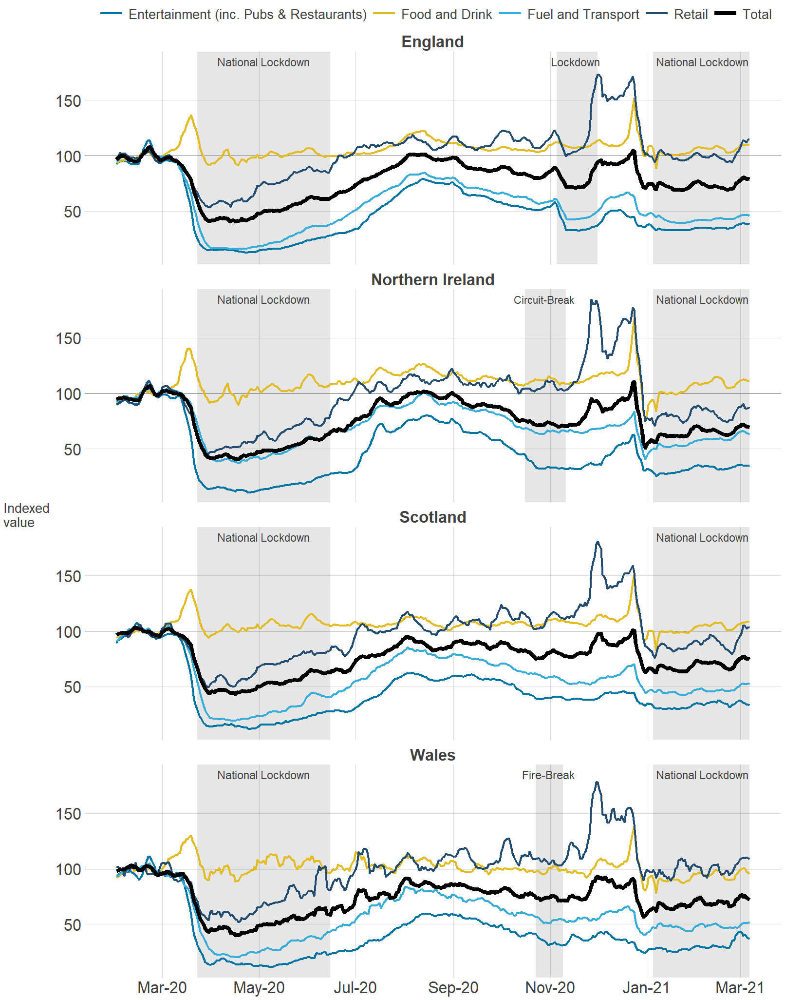 Entertainment (inc. Pubs & Restaurants) Food and Drink Fuel and Transport Retail Total
England
National Lockdown Lockdown National Lockdown
150
100
50
Northern Ireland
National Lockdown Circuit-Break National Lockdown
150
100
50
Indexed
value
Scotland
National Lockdown National Lockdown
150
100
50
Wales
National Lockdown Fire-Break National Lockdown
150
100
50
Mar-20 May-20 Jul-20 Sep-20 Nov-20 Jan-21 Mar-21